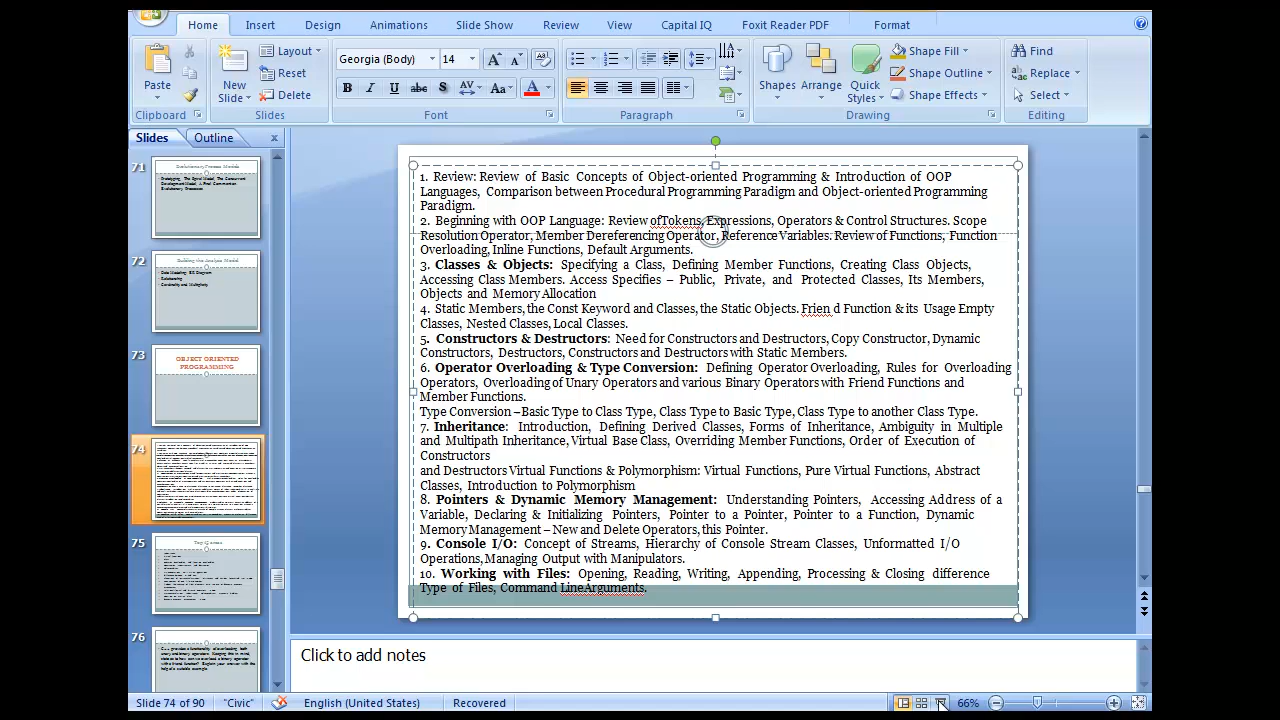 Home Insert Design Animations Slide Show Review View Capital IQ Foxit Reader PDF Format
Paste
Clipboard
New Slide
Layout
Reset
Delete
Slides
Georgia (Body) 14
B I U abc S AV Aa A
Font
Paragraph
Shapes Arrange Quick Styles
Shape Fill
Shape Outline
Shape Effects
Drawing
Find
Replace
Select
Editing
Slides Outline x
71
72
Building the Analysis Model
73
OBJECT ORIENTED
PROGRAMMING
74
75
76
1. Review: Review of Basic Concepts of Object-oriented Programming & Introduction of OOP
Languages, Comparison between Procedural Programming Paradigm and Object-oriented Programming
Paradigm.
2. Beginning with OOP Language: Review ofTokens, Expressions, Operators & Control Structures. Scope
Resolution Operator, Member Dereferencing Operator, Reference Variables. Review of Functions, Function
Overloading, Inline Functions, Default Arguments.
3. Classes & Objects: Specifying a Class, Defining Member Functions, Creating Class Objects,
Accessing Class Members. Access Specifies – Public, Private, and Protected Classes, Its Members,
Objects and Memory Allocation
4. Static Members, the Const Keyword and Classes, the Static Objects. Frien d Function & its Usage Empty
Classes, Nested Classes, Local Classes.
5. Constructors & Destructors: Need for Constructors and Destructors, Copy Constructor, Dynamic
Constructors, Destructors, Constructors and Destructors with Static Members.
6. Operator Overloading & Type Conversion: Defining Operator Overloading, Rules for Overloading
Operators, Overloading of Unary Operators and various Binary Operators with Friend Functions and
Member Functions.
Type Conversion – Basic Type to Class Type, Class Type to Basic Type, Class Type to another Class Type.
7. Inheritance: Introduction, Defining Derived Classes, Forms of Inheritance, Ambiguity in Multiple
and Multipath Inheritance, Virtual Base Class, Overriding Member Functions, Order of Execution of
Constructors
and Destructors Virtual Functions & Polymorphism: Virtual Functions, Pure Virtual Functions, Abstract
Classes, Introduction to Polymorphism
8. Pointers & Dynamic Memory Management: Understanding Pointers, Accessing Address of a
Variable, Declaring & Initializing Pointers, Pointer to a Pointer, Pointer to a Function, Dynamic
Memory Management – New and Delete Operators, this Pointer.
9. Console I/O: Concept of Streams, Hierarchy of Console Stream Classes, Unformatted I/O
Operations, Managing Output with Manipulators.
10. Working with Files: Opening, Reading, Writing, Appending, Processing & Closing difference
Type of Files, Command LineArguments.
Click to add notes
Slide 74 of 90 "Civic" English (United States) Recovered 66%